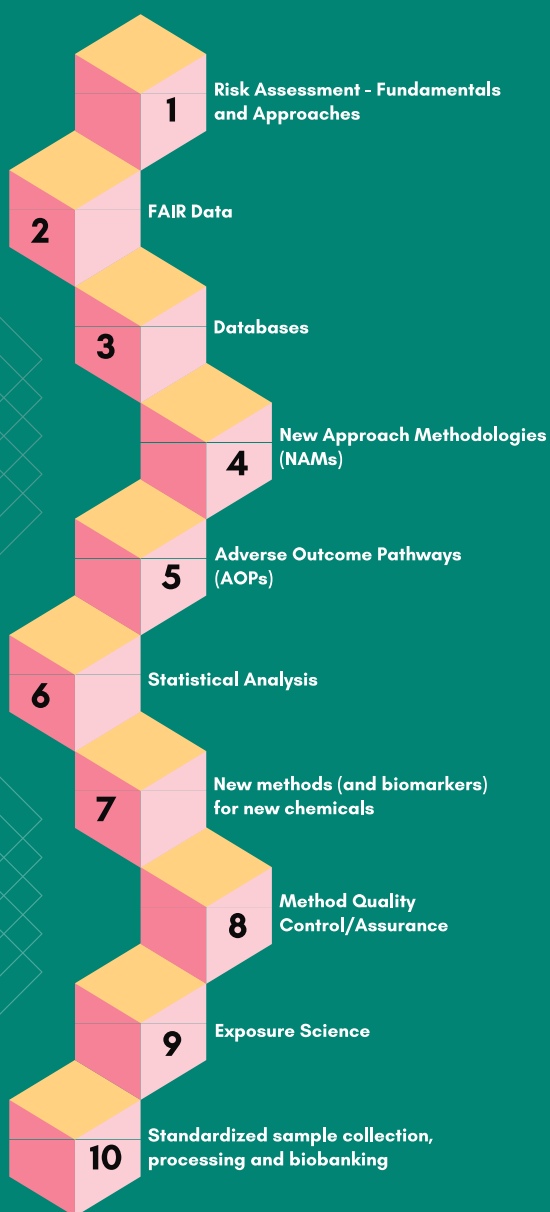 1
Risk Assessment - Fundamentals
and Approaches
2
FAIR Data
3
Databases
4
New Approach Methodologies
(NAMs)
5
Adverse Outcome Pathways
(AOPs)
6
Statistical Analysis
7
New methods (and biomarkers)
for new chemicals
8
Method Quality
Control/Assurance
9
Exposure Science
10
Standardized sample collection,
processing and biobanking